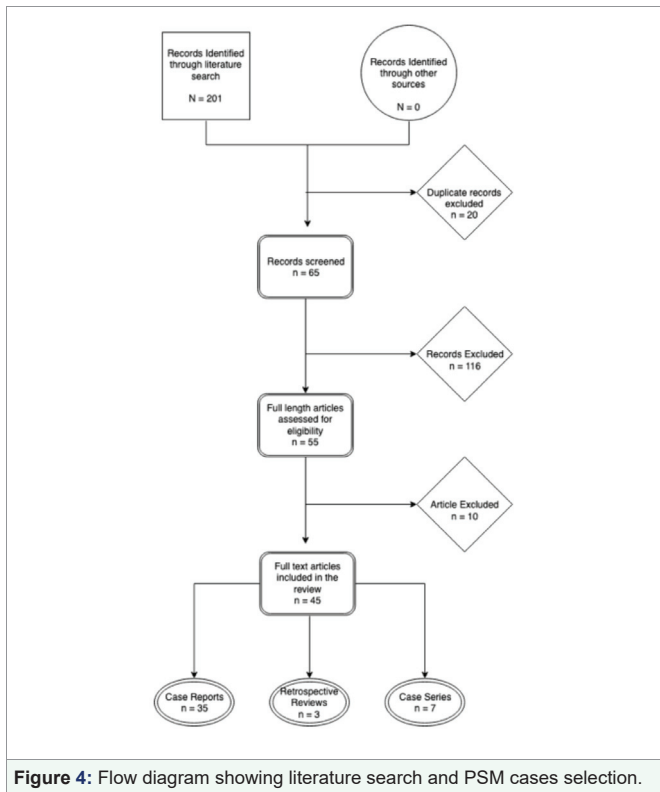 Records Identified
through literature
search
N = 201
Records Identified
through other
sources
N = 0
Duplicate records
excluded
n = 20
Records screened
n = 65
Records Excluded
n = 116
Full length articles
assessed for
eligibility
n = 55
Article Excluded
n = 10
Full text articles
included in the
review
n = 45
Case Reports
n = 35
Retrospective
Reviews
n = 3
Case Series
n = 7
Figure 4: Flow diagram showing literature search and PSM cases selection.